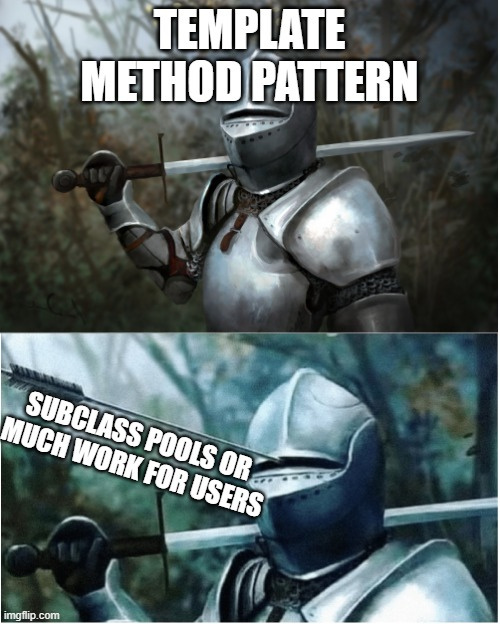 TEMPLATE
METHOD PATTERN
SUBCLASS POOLS OR
MUCH WORK FOR USERS
imgflip.com